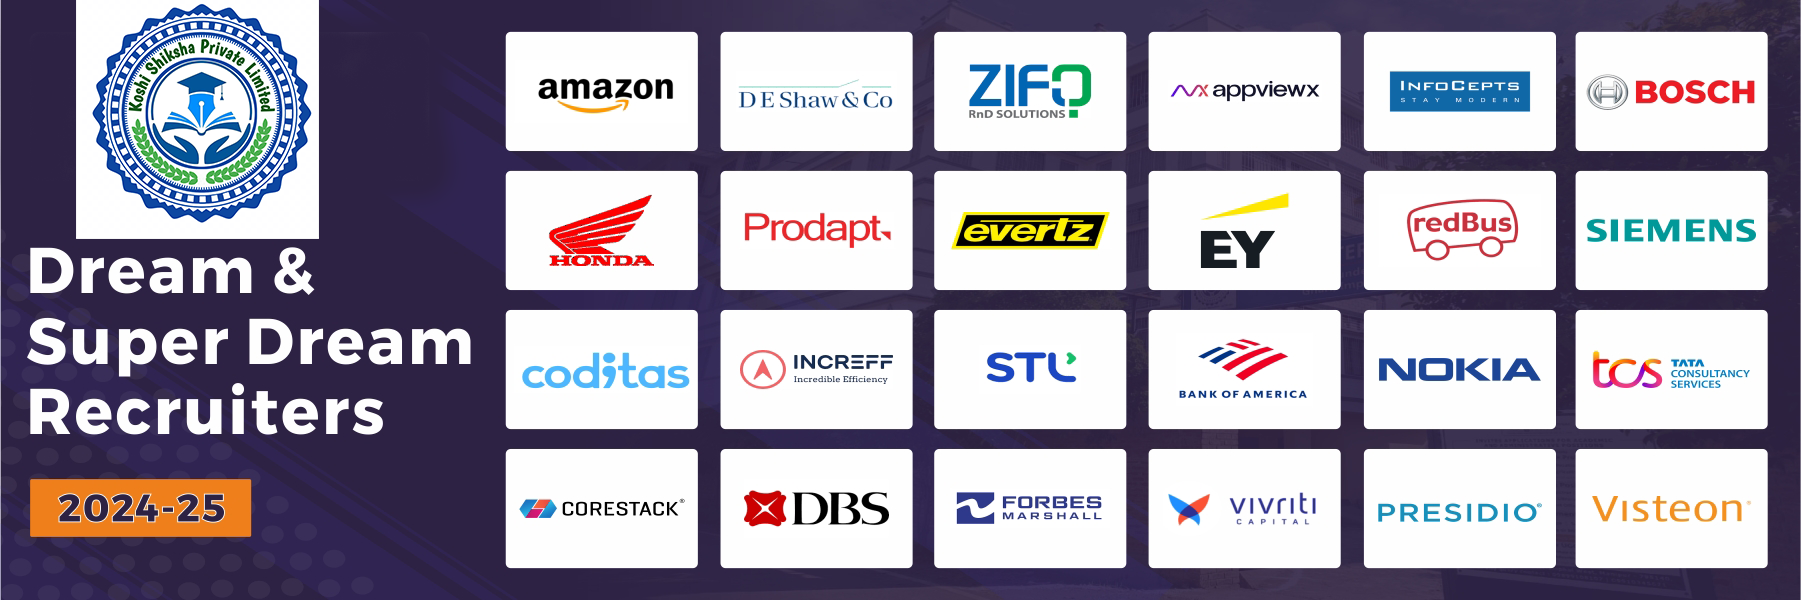 Koshi Shiksha Private Limited
Dream &
Super Dream
Recruiters
2024-25
amazon
D E Shaw & Co
ZIFO
RnD SOLUTIONS
appviewx
INFOCEPTS
STAY MODERN
BOSCH
HONDA
Prodapt
evertz
EY
redBus
SIEMENS
coditas
INCREFF
Incredible Efficiency
STL
BANK OF AMERICA
NOKIA
tcs
TATA
CONSULTANCY
SERVICES
CORESTACK®
DBS
FORBES
MARSHALL
vivriti
CAPITAL
PRESIDIO®
Visteon®